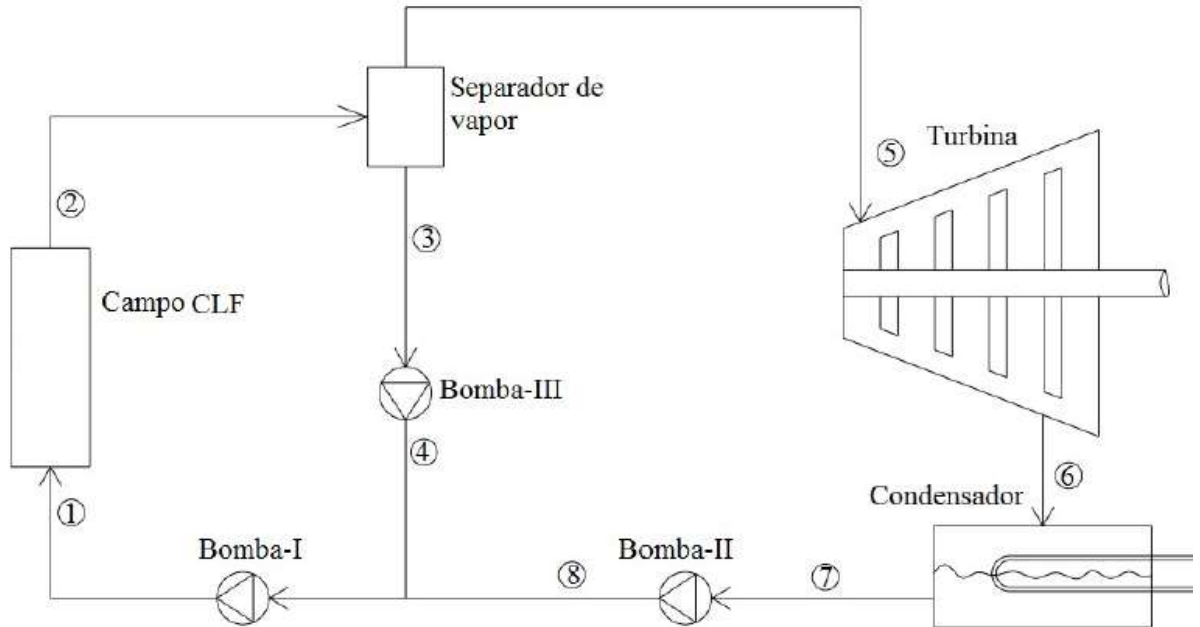 Separador de
vapor
⑤
Turbina
②
③
Campo CLF
Bomba-III
④
⑥
Condensador
①
Bomba-I
Bomba-II
⑧
⑦